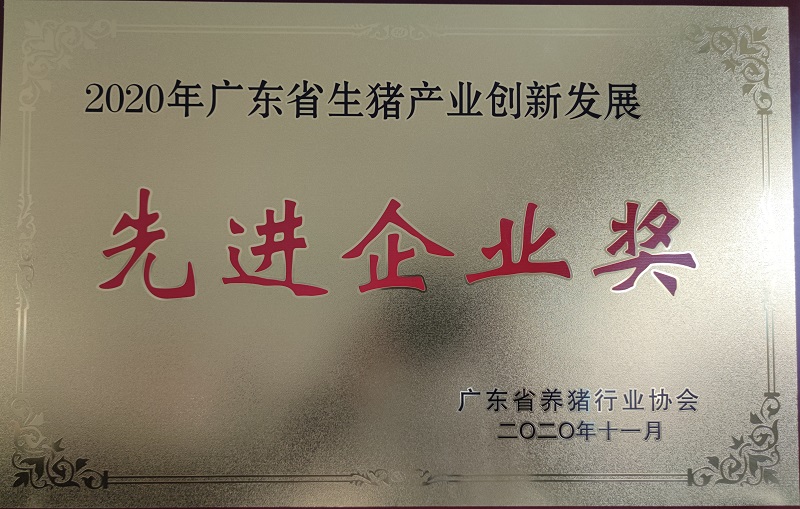 2020年广东省生猪产业创新发展
先进企业奖
广东省养猪行业协会
二〇二〇年十一月